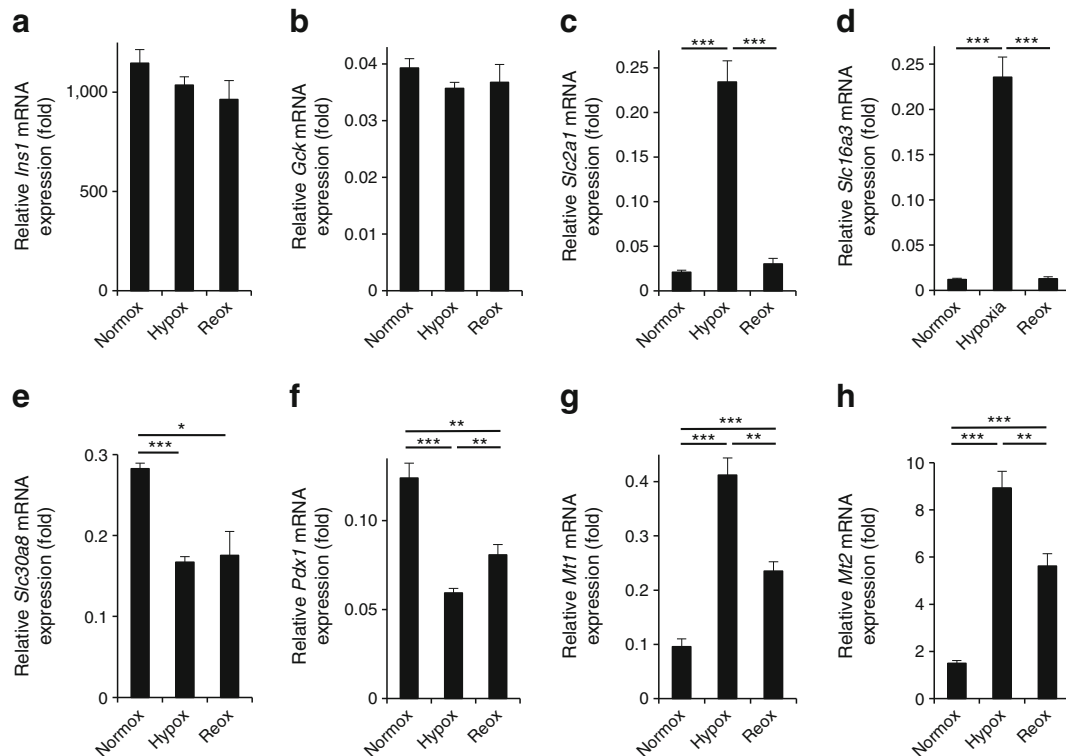 a
Relative Ins1 mRNA
expression (fold)
1,000
500
0
Normox
Hypox
Reox
b
Relative Gck mRNA
expression (fold)
0.04
0.03
0.02
0.01
0
Normox
Hypox
Reox
c
*** ***
Relative Slc2a1 mRNA
expression (fold)
0.25
0.20
0.15
0.10
0.05
0
Normox
Hypox
Reox
d
*** ***
Relative Slc16a3 mRNA
expression (fold)
0.25
0.20
0.15
0.10
0.05
0
Normox
Hypoxia
Reox
e
*
***
Relative Slc30a8 mRNA
expression (fold)
0.3
0.2
0.1
0
Normox
Hypox
Reox
f
**
*** **
Relative Pdx1 mRNA
expression (fold)
0.10
0.05
0
Normox
Hypox
Reox
g
***
*** **
Relative Mt1 mRNA
expression (fold)
0.4
0.3
0.2
0.1
0
Normox
Hypox
Reox
h
***
*** **
Relative Mt2 mRNA
expression (fold)
10
8
6
4
2
0
Normox
Hypox
Reox